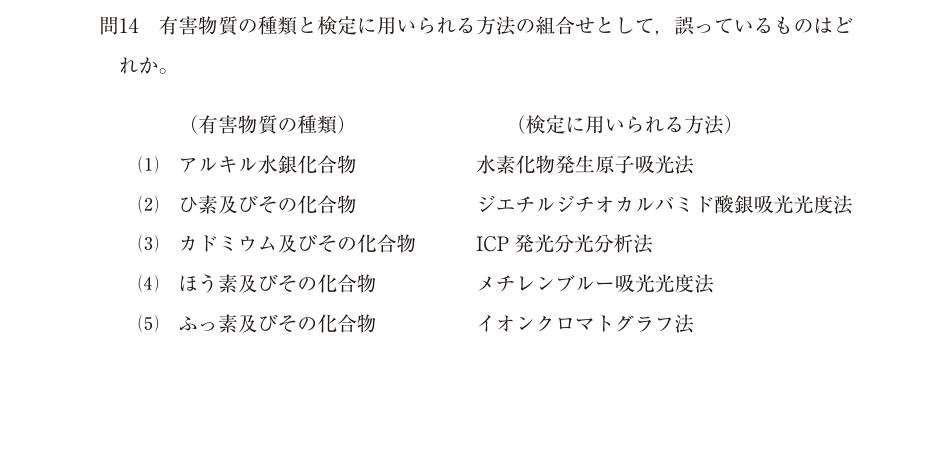 問14　有害物質の種類と検定に用いられる方法の組合せとして，誤っているものはど
れか。
（有害物質の種類）　（検定に用いられる方法）
(1)　アルキル水銀化合物　水素化物発生原子吸光法
(2)　ひ素及びその化合物　ジエチルジチオカルバミド酸銀吸光光度法
(3)　カドミウム及びその化合物　ICP 発光分光分析法
(4)　ほう素及びその化合物　メチレンブルー吸光光度法
(5)　ふっ素及びその化合物　イオンクロマトグラフ法